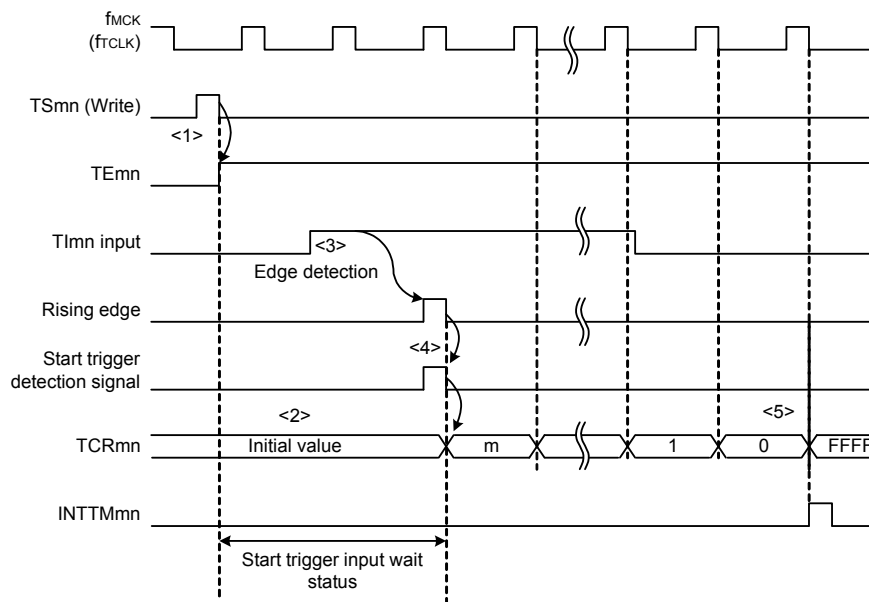 fMCK
(fTCLK)
TSmn (Write)
<1>
TEmn
TImn input
<3>
Edge detection
Rising edge
<4>
Start trigger
detection signal
<2>
<5>
TCRmn
Initial value
m
1
0
FFFF
INTTMmn
Start trigger input wait
status